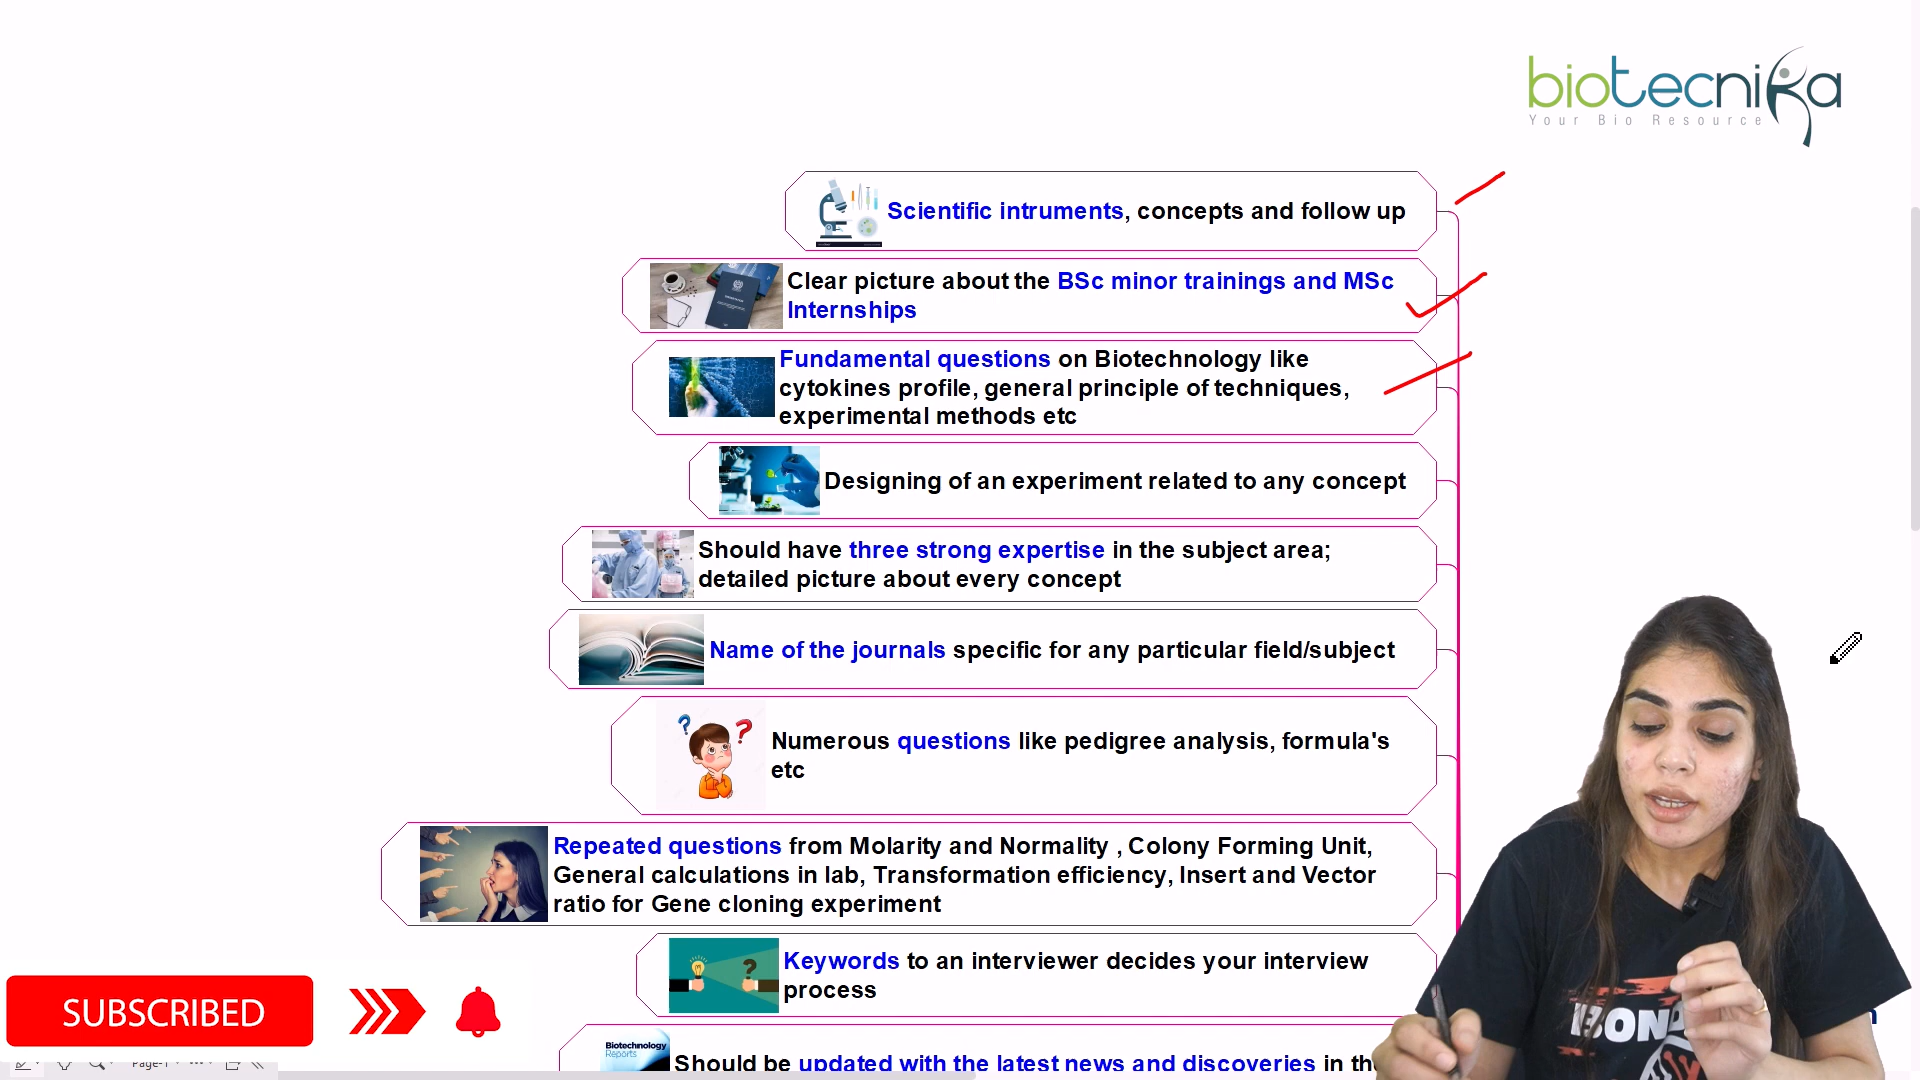 biotecnika
Your Bio Resource
Scientific intruments, concepts and follow up
Clear picture about the BSc minor trainings and MSc
Internships
Fundamental questions on Biotechnology like
cytokines profile, general principle of techniques,
experimental methods etc
Designing of an experiment related to any concept
Should have three strong expertise in the subject area;
detailed picture about every concept
Name of the journals specific for any particular field/subject
Numerous questions like pedigree analysis, formula's
etc
Repeated questions from Molarity and Normality , Colony Forming Unit,
General calculations in lab, Transformation efficiency, Insert and Vector
ratio for Gene cloning experiment
Keywords to an interviewer decides your interview
process
Biotechnology
Reports
Should be updated with the latest news and discoveries in
SUBSCRIBED